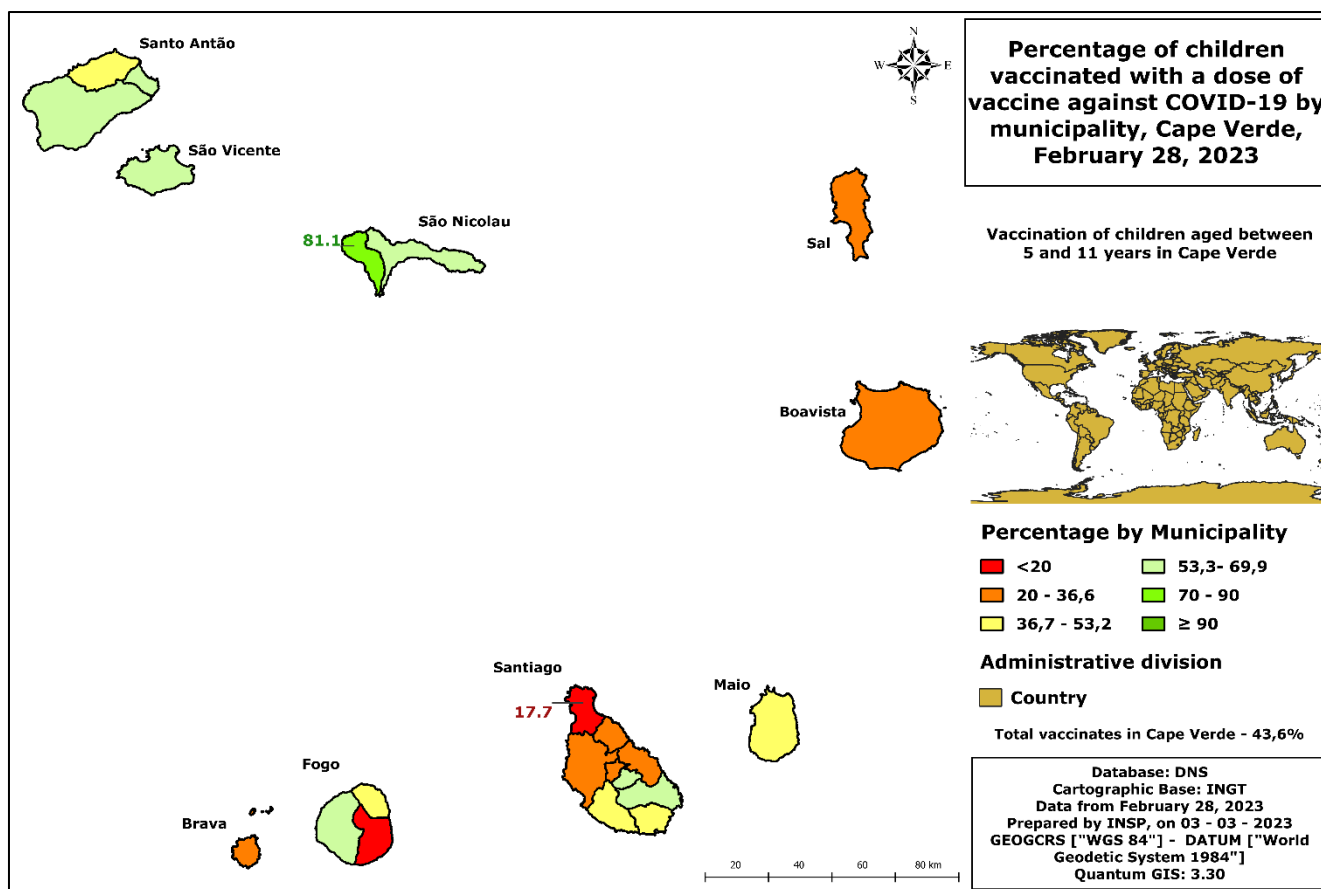 Santo Antão
São Vicente
São Nicolau
81.1
N
W
E
S
Sal
Boavista
Santiago
17.7
Maio
Fogo
Brava
20
40
60
80 km
Percentage of children
vaccinated with a dose of
vaccine against COVID-19 by
municipality, Cape Verde,
February 28, 2023
Vaccination of children aged between
5 and 11 years in Cape Verde
Percentage by Municipality
<20
20 - 36,6
36,7 - 53,2
53,3- 69,9
70 - 90
≥ 90
Administrative division
Country
Total vaccinates in Cape Verde - 43,6%
Database: DNS
Cartographic Base: INGT
Data from February 28, 2023
Prepared by INSP, on 03 - 03 - 2023
GEOGCRS ["WGS 84"] - DATUM ["World
Geodetic System 1984"]
Quantum GIS: 3.30